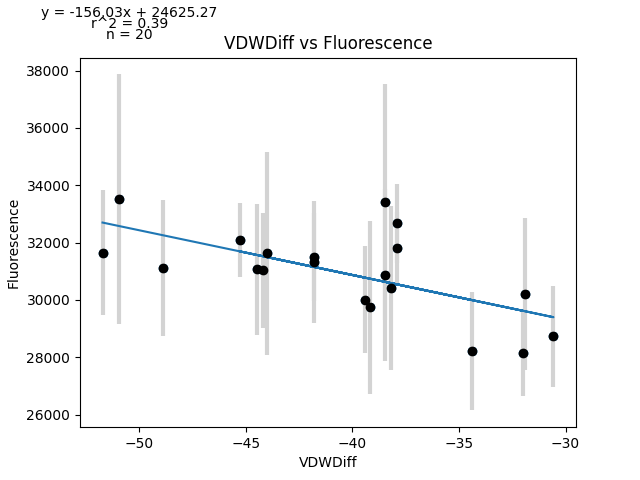 y = -156.03x + 24625.27
r^2 = 0.39
n = 20
VDWDiff vs Fluorescence
38000
36000
34000
32000
30000
28000
26000
Fluorescence
−50
−45
−40
−35
−30
VDWDiff